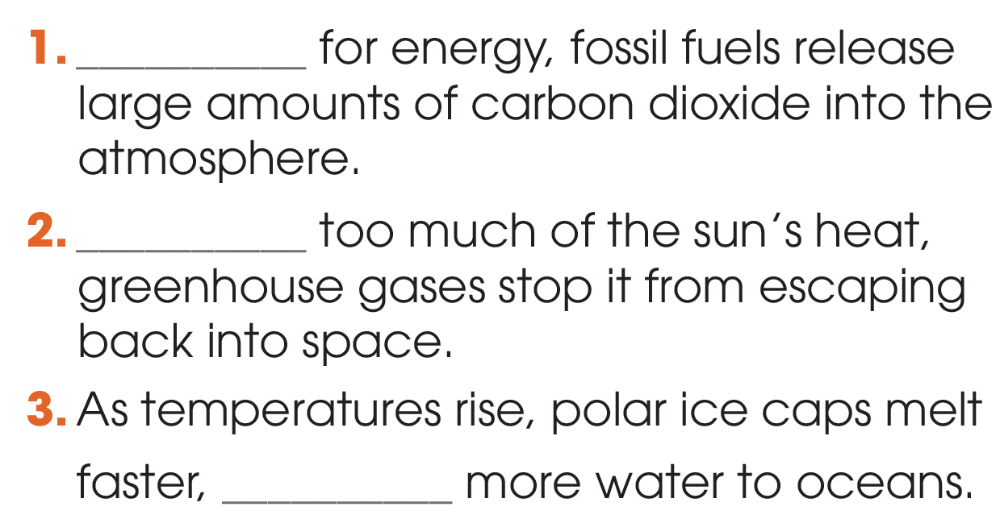 1. __________ for energy, fossil fuels release
large amounts of carbon dioxide into the
atmosphere.
2. __________ too much of the sun´s heat,
greenhouse gases stop it from escaping
back into space.
3. As temperatures rise, polar ice caps melt
faster, __________ more water to oceans.